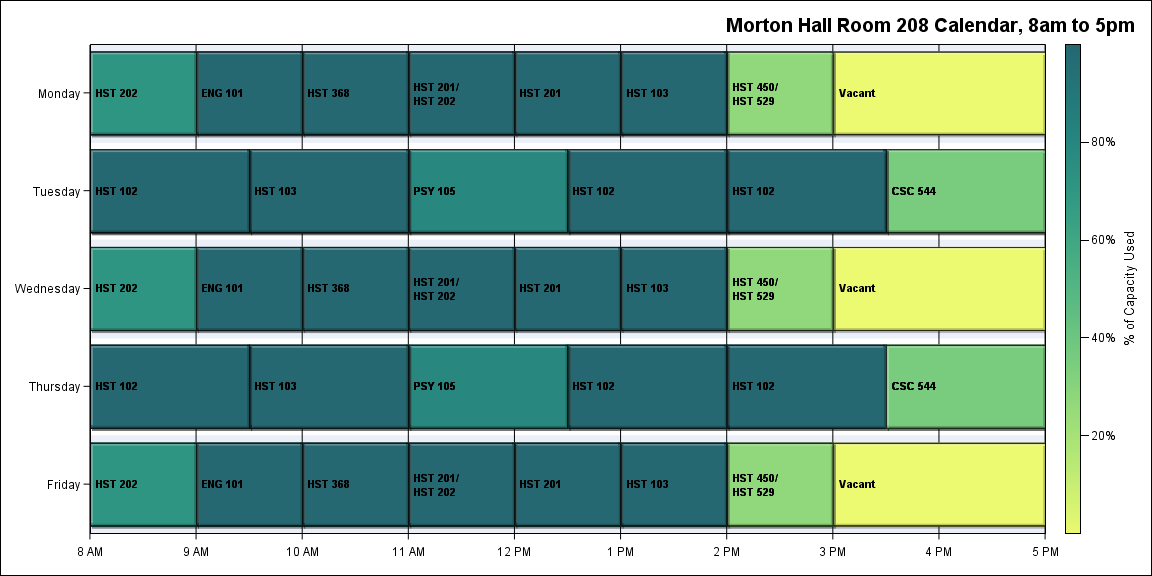 Morton Hall Room 208 Calendar, 8am to 5pm
Monday
HST 202
ENG 101
HST 368
HST 201/
HST 202
HST 201
HST 103
HST 450/
HST 529
Vacant
Tuesday
HST 102
HST 103
PSY 105
HST 102
HST 102
CSC 544
Wednesday
HST 202
ENG 101
HST 368
HST 201/
HST 202
HST 201
HST 103
HST 450/
HST 529
Vacant
Thursday
HST 102
HST 103
PSY 105
HST 102
HST 102
CSC 544
Friday
HST 202
ENG 101
HST 368
HST 201/
HST 202
HST 201
HST 103
HST 450/
HST 529
Vacant
8 AM
9 AM
10 AM
11 AM
12 PM
1 PM
2 PM
3 PM
4 PM
5 PM
80%
60%
40%
20%
% of Capacity Used